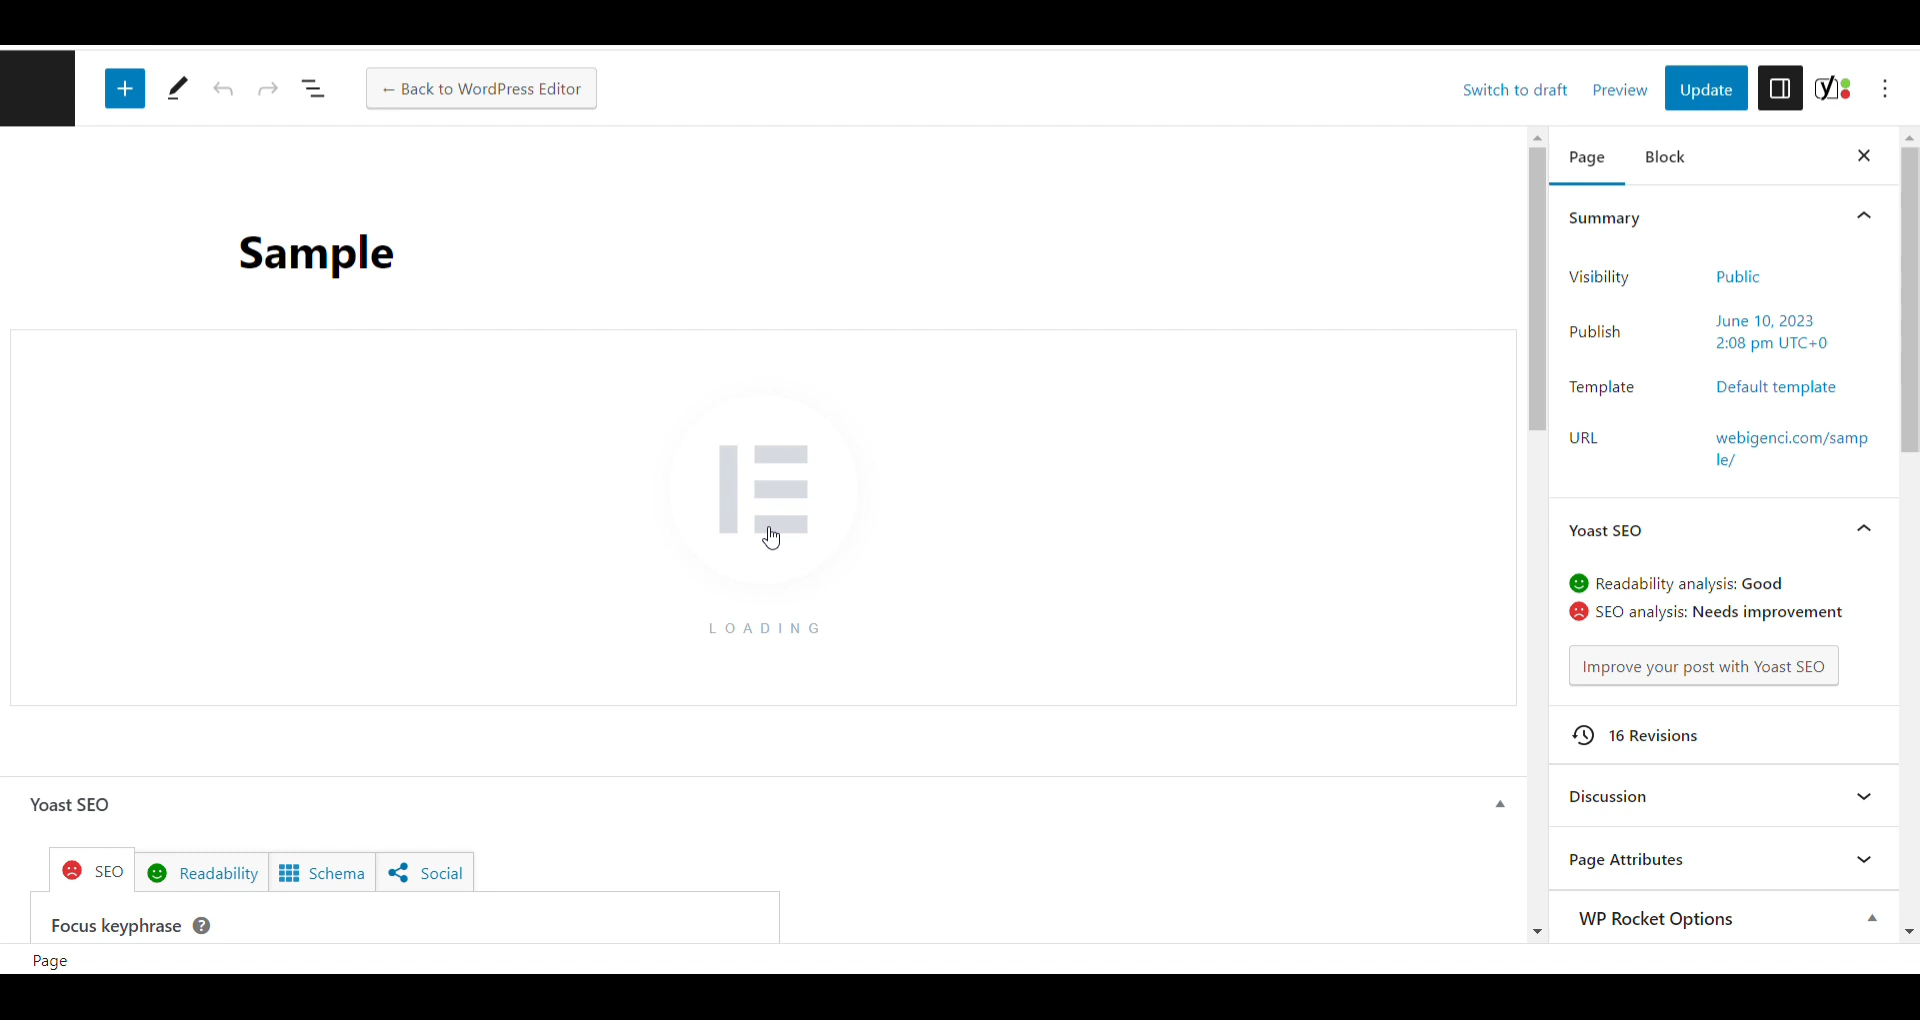 ← Back to WordPress Editor
Switch to draft
Preview
Update
Page
Block
Sample
Summary
Visibility
Public
Publish
June 10, 2023
2:08 pm UTC+0
Template
Default template
URL
webigenci.com/samp
le/
LOADING
Yoast SEO
Readability analysis: Good
SEO analysis: Needs improvement
Improve your post with Yoast SEO
16 Revisions
Discussion
Page Attributes
WP Rocket Options
Yoast SEO
SEO
Readability
Schema
Social
Focus keyphrase ?
Page